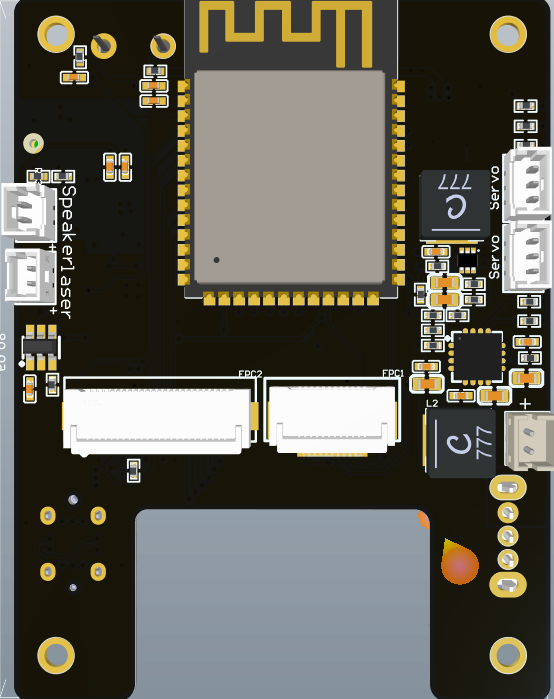 777
C
Servo
Servo
Speaker
laser
+
+
FPC2
FPC1
L2
+
C
777